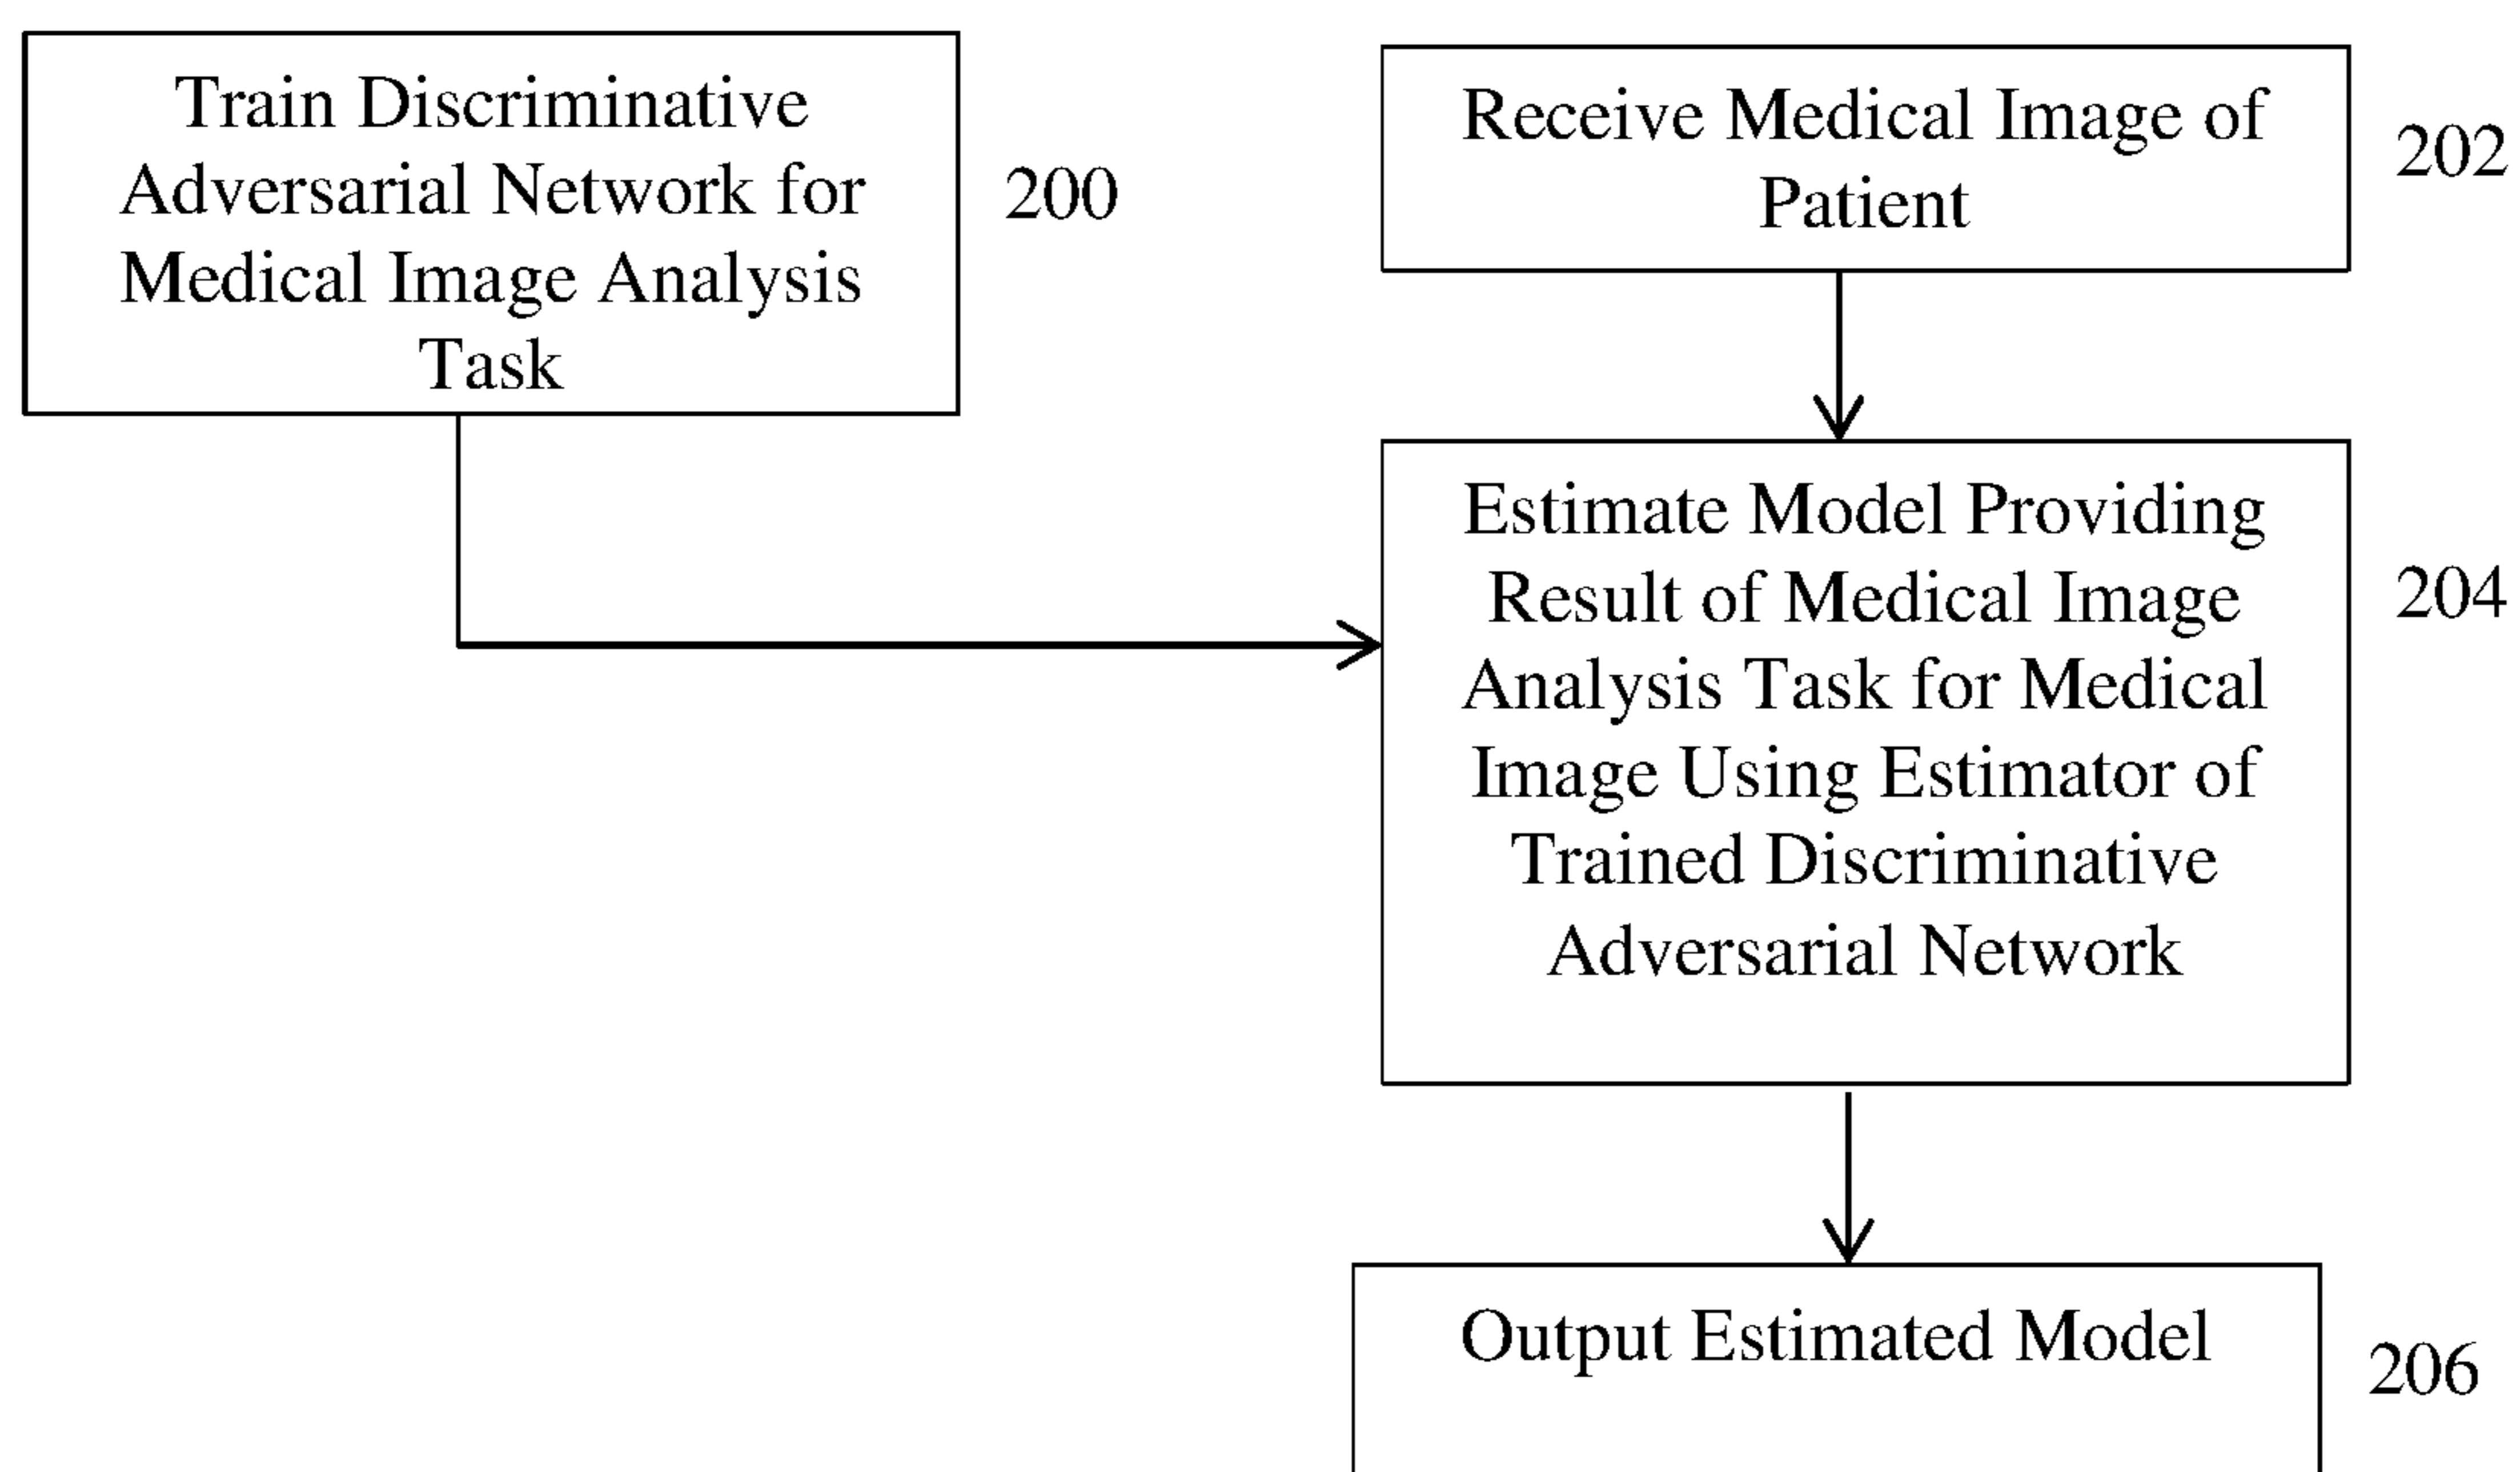 Train Discriminative
Adversarial Network for
Medical Image Analysis
Task
200
Receive Medical Image of
Patient
202
Estimate Model Providing
Result of Medical Image
Analysis Task for Medical
Image Using Estimator of
Trained Discriminative
Adversarial Network
204
Output Estimated Model
206